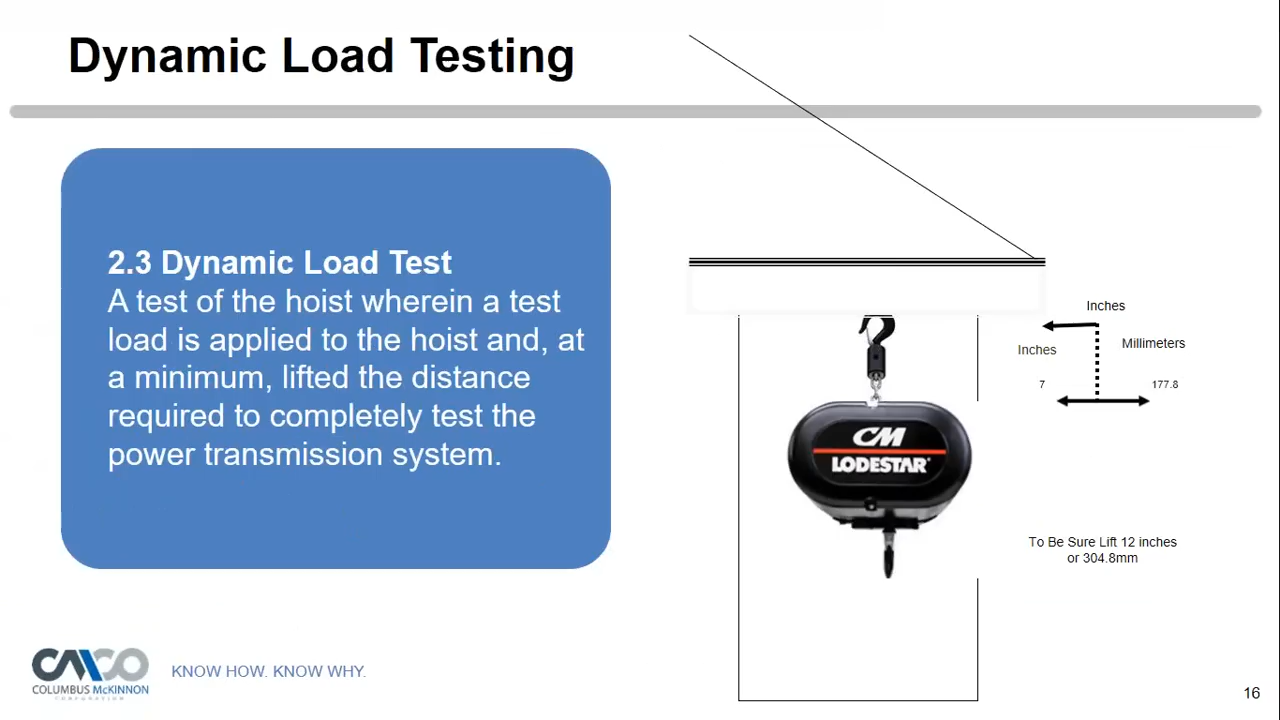 Dynamic Load Testing
2.3 Dynamic Load Test
A test of the hoist wherein a test
load is applied to the hoist and, at
a minimum, lifted the distance
required to completely test the
power transmission system.
Inches
Inches
Millimeters
7
177.8
CM
LODESTAR
To Be Sure Lift 12 inches
or 304.8mm
CMCO
COLUMBUS McKINNON
CORPORATION
KNOW HOW. KNOW WHY.
16